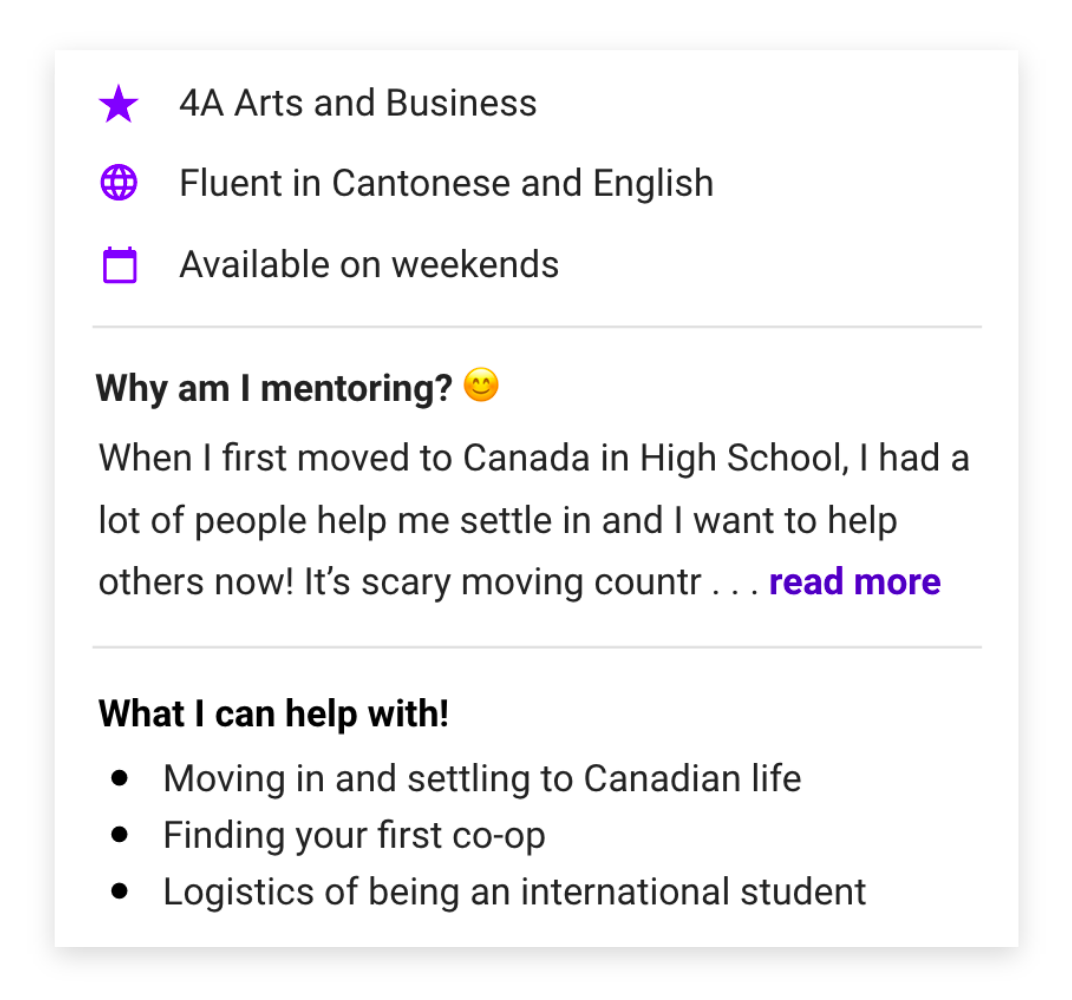 4A Arts and Business
Fluent in Cantonese and English
Available on weekends
Why am I mentoring? 😊
When I first moved to Canada in High School, I had a
lot of people help me settle in and I want to help
others now! It’s scary moving countr . . . read more
What I can help with!
● Moving in and settling to Canadian life
● Finding your first co-op
● Logistics of being an international student